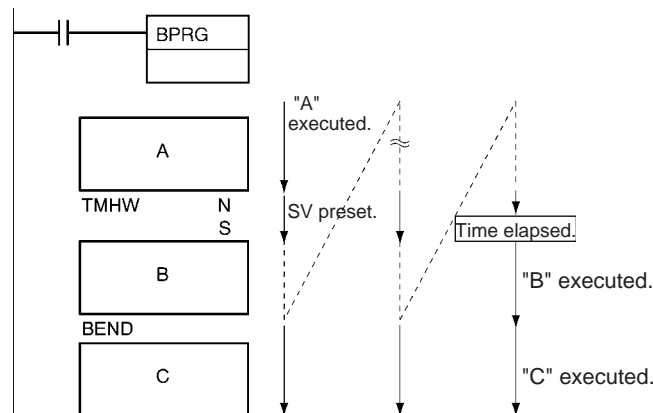 BPRG
"A"
executed.
A
TMHW N
S
SV preset.
Time elapsed.
B
"B" executed.
BEND
C
"C" executed.